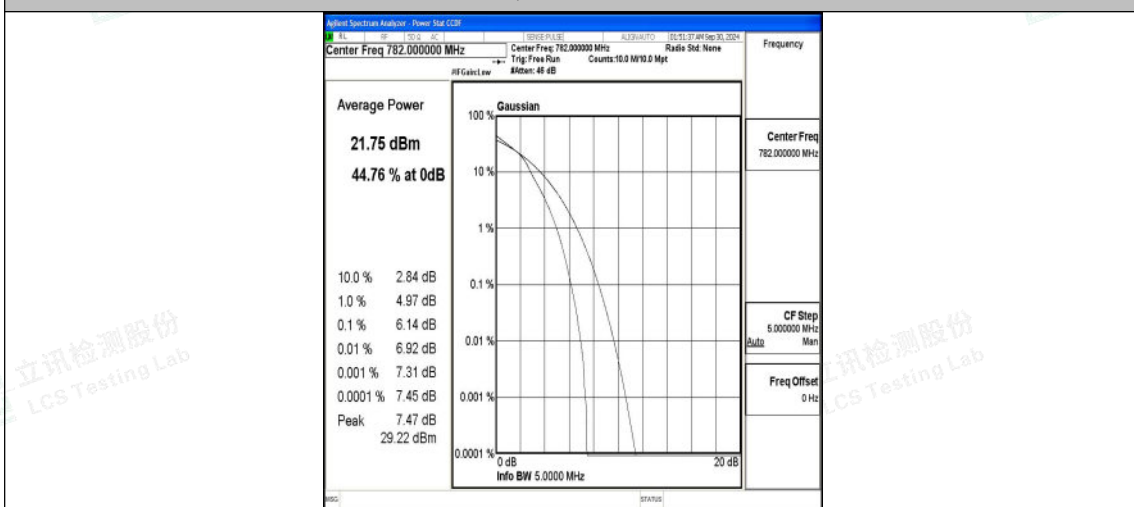 Agilent Spectrum Analyzer - Power Stat CCDF
RL RF 50 Ω AC SENSE:PULSE ALIGNAUTO 01:51:37 AM Sep 30, 2024
Center Freq 782.000000 MHz
Center Freq: 782.000000 MHz
Radio Std: None
Trig: Free Run
Counts:10.0 M/10.0 Mpt
#IFGain:Low
#Atten: 46 dB
Frequency
Average Power
21.75 dBm
44.76 % at 0dB
10.0 % 2.84 dB
1.0 % 4.97 dB
0.1 % 6.14 dB
0.01 % 6.92 dB
0.001 % 7.31 dB
0.0001 % 7.45 dB
Peak 7.47 dB
29.22 dBm
Gaussian
100 %
10 %
1 %
0.1 %
0.01 %
0.001 %
0.0001 %
0 dB
20 dB
Info BW 5.0000 MHz
Center Freq
782.000000 MHz
CF Step
5.000000 MHz
Auto Man
Freq Offset
0 Hz
MSG
STATUS
立讯检测股份
LCS Testing Lab
立讯检测股份
LCS Testing Lab